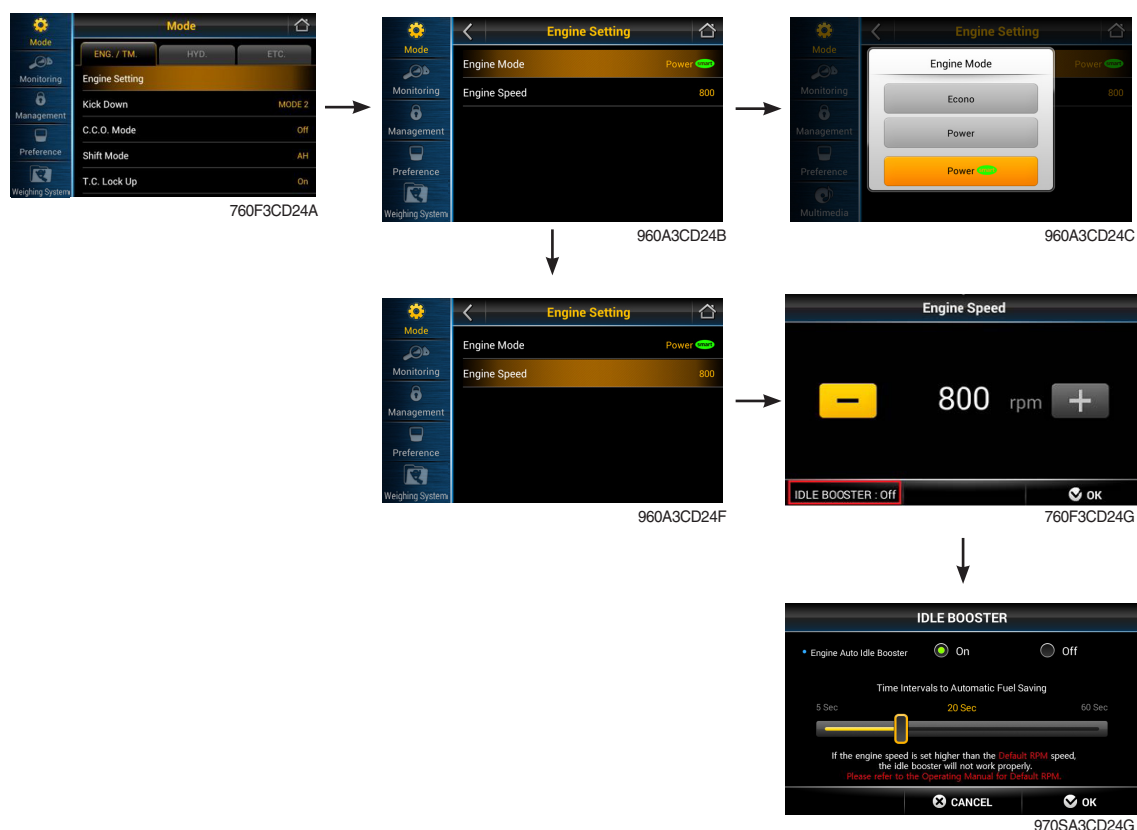 Mode
Mode
ENG. / TM.
HYD.
ETC.
Monitoring
Engine Setting
Management
Kick Down MODE 2
C.C.O. Mode Off
Preference
Shift Mode AH
Weighing System
T.C. Lock Up On
760F3CD24A
Mode
Engine Setting
Engine Mode Power smart
Monitoring
Engine Speed 800
Management
Preference
Weighing System
960A3CD24B
Mode
Engine Setting
Power smart
Monitoring
800
Management
Preference
Multimedia
Engine Mode
Econo
Power
Power smart
960A3CD24C
Mode
Engine Setting
Engine Mode Power smart
Monitoring
Engine Speed 800
Management
Preference
Weighing System
960A3CD24F
Engine Speed
800 rpm
IDLE BOOSTER : Off
OK
760F3CD24G
IDLE BOOSTER
• Engine Auto Idle Booster On Off
Time Intervals to Automatic Fuel Saving
5 Sec 20 Sec 60 Sec
If the engine speed is set higher than the Default RPM speed,
the idle booster will not work properly.
Please refer to the Operating Manual for Default RPM.
CANCEL OK
970SA3CD24G